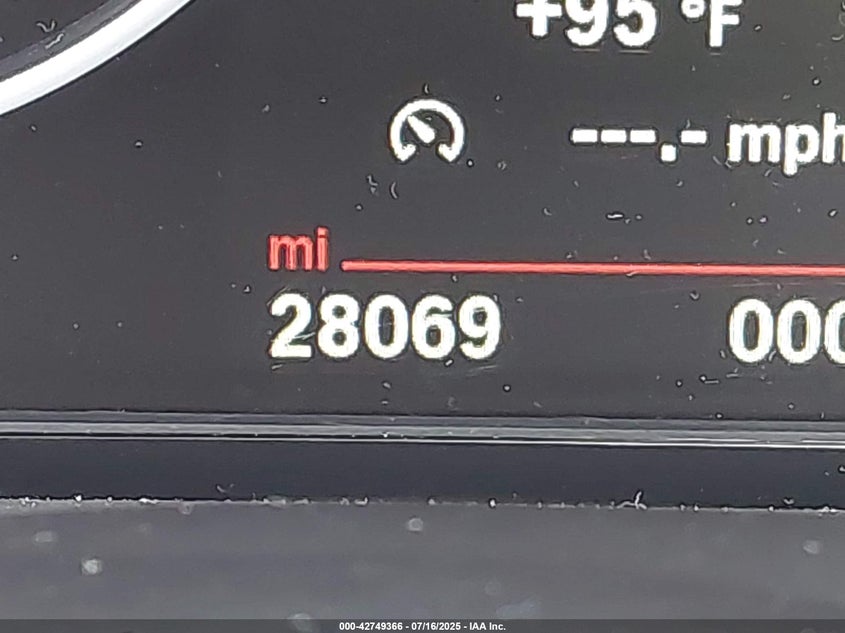 +95 °F
---.- mph
mi
28069 000
000-42749366 - 07/16/2025 - IAA Inc.